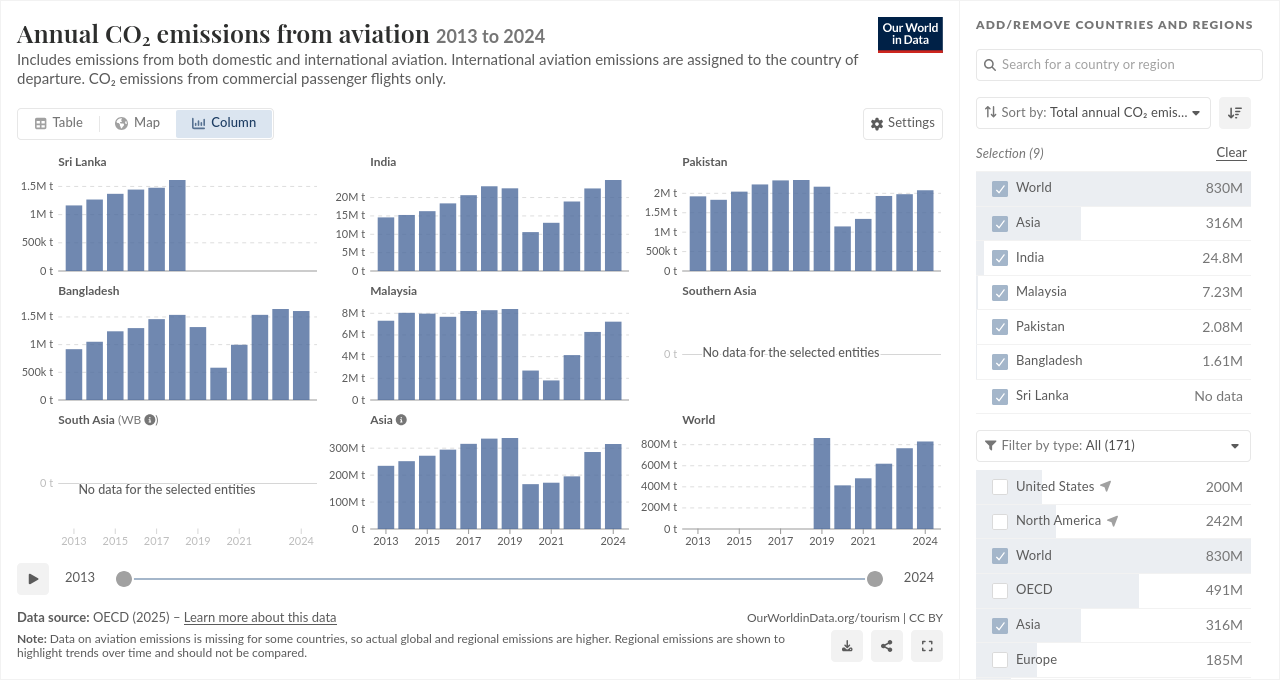 Annual CO₂ emissions from aviation 2013 to 2024
Includes emissions from both domestic and international aviation. International aviation emissions are assigned to the country of
departure. CO₂ emissions from commercial passenger flights only.
Our World
in Data
Table
Map
Column
Settings
Sri Lanka
1.5M t
1M t
500k t
0 t
India
20M t
15M t
10M t
5M t
0 t
Pakistan
2M t
1.5M t
1M t
500k t
0 t
Bangladesh
1.5M t
1M t
500k t
0 t
Malaysia
8M t
6M t
4M t
2M t
0 t
Southern Asia
0 t
No data for the selected entities
South Asia (WB)
0 t
No data for the selected entities
2013 2015 2017 2019 2021 2024
Asia
300M t
200M t
100M t
0 t
2013 2015 2017 2019 2021 2024
World
800M t
600M t
400M t
200M t
0 t
2013 2015 2017 2019 2021 2024
2013
2024
Data source: OECD (2025) – Learn more about this data
OurWorldinData.org/tourism | CC BY
Note: Data on aviation emissions is missing for some countries, so actual global and regional emissions are higher. Regional emissions are shown to
highlight trends over time and should not be compared.
ADD/REMOVE COUNTRIES AND REGIONS
Search for a country or region
Sort by: Total annual CO₂ emis...
Selection (9)
Clear
World 830M
Asia 316M
India 24.8M
Malaysia 7.23M
Pakistan 2.08M
Bangladesh 1.61M
Sri Lanka No data
Filter by type: All (171)
United States 200M
North America 242M
World 830M
OECD 491M
Asia 316M
Europe 185M